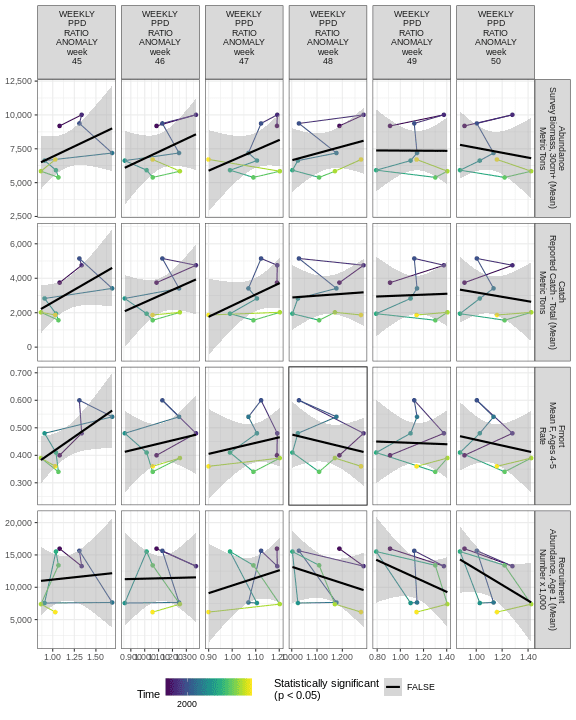 WEEKLY
PPD
RATIO
ANOMALY
week
45
WEEKLY
PPD
RATIO
ANOMALY
week
46
WEEKLY
PPD
RATIO
ANOMALY
week
47
WEEKLY
PPD
RATIO
ANOMALY
week
48
WEEKLY
PPD
RATIO
ANOMALY
week
49
WEEKLY
PPD
RATIO
ANOMALY
week
50
12,500
10,000
7,500
5,000
2,500
Abundance
Survey Biomass, 30cm+ (Mean)
Metric Tons
6,000
4,000
2,000
0
Catch
Reported Catch - Total (Mean)
Metric Tons
0.700
0.600
0.500
0.400
0.300
Fmort
Mean F, Ages 4-5
Rate
20,000
15,000
10,000
5,000
Recruitment
Abundance, Age 1 (Mean)
Number x 1,000
1.00 1.25 1.50
1.200 1.300
0.90 1.00 1.10
1.100 1.200
0.80 1.00 1.20 1.40
1.00 1.20 1.40
Time
2000
Statistically significant
(p < 0.05)
FALSE